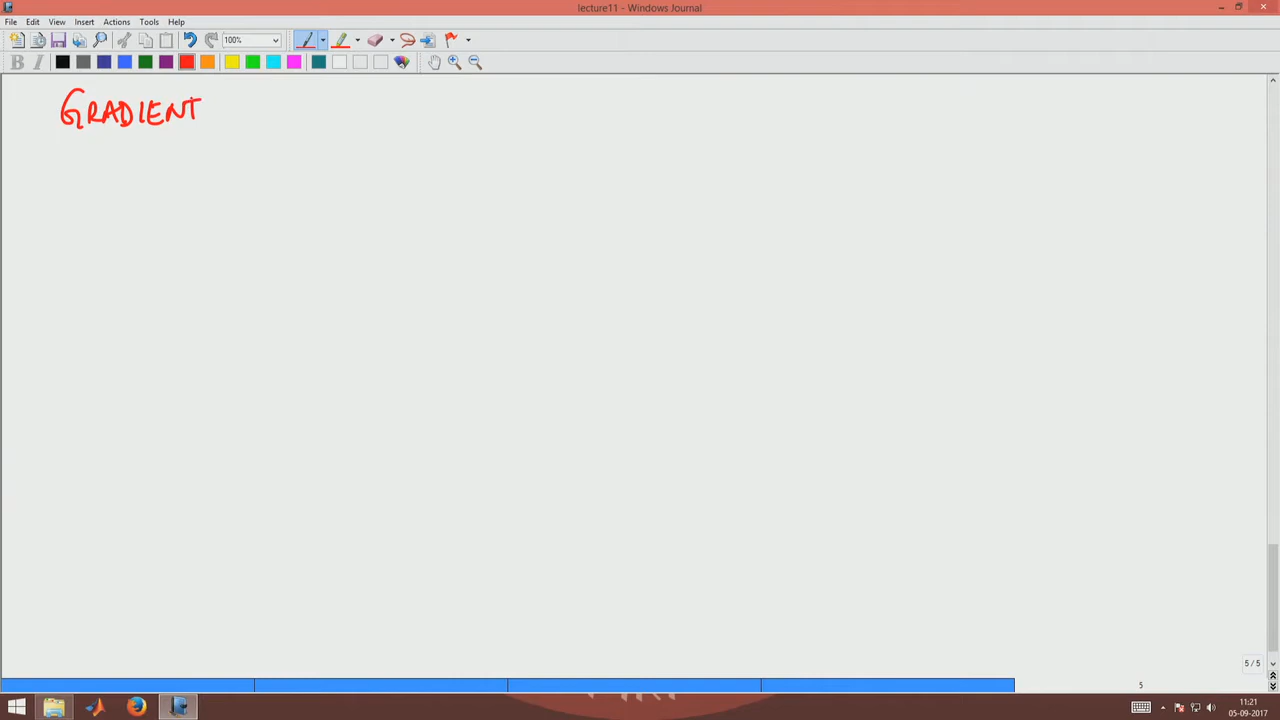 lecture11 - Windows Journal
File Edit View Insert Actions Tools Help
100%
B I
GRADIENT
5 / 5
5
11:21
05-09-2017